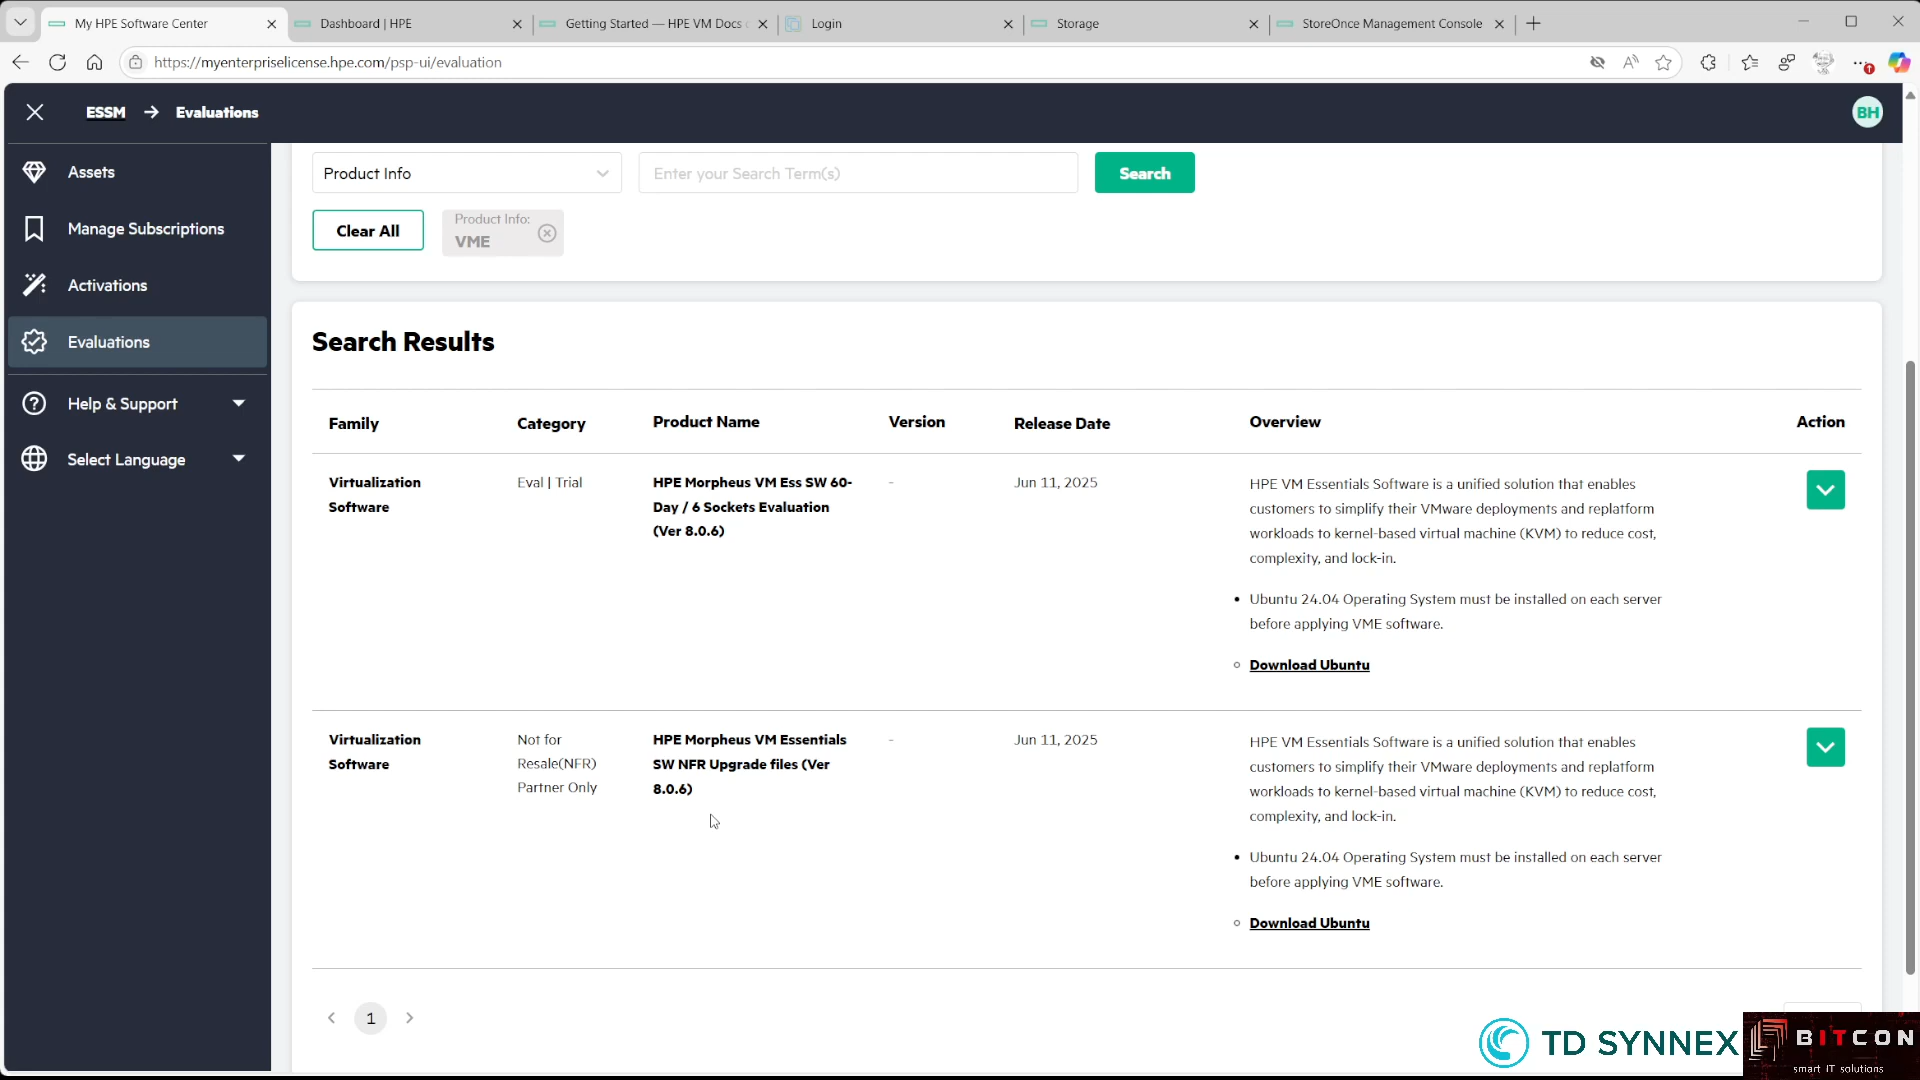 My HPE Software Center
Dashboard | HPE
Getting Started — HPE VM Docs
Login
Storage
StoreOnce Management Console
https://myenterpriselicense.hpe.com/psp-ui/evaluation
ESSM → Evaluations
BH
Assets
Manage Subscriptions
Activations
Evaluations
Help & Support
Select Language
Product Info
Enter your Search Term(s)
Search
Clear All
Product Info:
VME
Search Results
Family
Category
Product Name
Version
Release Date
Overview
Action
Virtualization
Software
Eval | Trial
HPE Morpheus VM Ess SW 60-
Day / 6 Sockets Evaluation
(Ver 8.0.6)
-
Jun 11, 2025
HPE VM Essentials Software is a unified solution that enables
customers to simplify their VMware deployments and replatform
workloads to kernel-based virtual machine (KVM) to reduce cost,
complexity, and lock-in.
• Ubuntu 24.04 Operating System must be installed on each server
before applying VME software.
Download Ubuntu
Virtualization
Software
Not for
Resale(NFR)
Partner Only
HPE Morpheus VM Essentials
SW NFR Upgrade files (Ver
8.0.6)
-
Jun 11, 2025
HPE VM Essentials Software is a unified solution that enables
customers to simplify their VMware deployments and replatform
workloads to kernel-based virtual machine (KVM) to reduce cost,
complexity, and lock-in.
• Ubuntu 24.04 Operating System must be installed on each server
before applying VME software.
Download Ubuntu
1
TD SYNNEX
BITCON
smart IT solutions